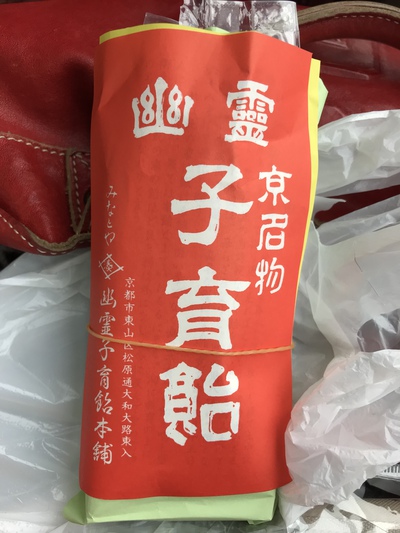 幽靈
京名物
子育飴
京都市東山区松原通大和大路東入
みなとや
幽霊子育飴本舗